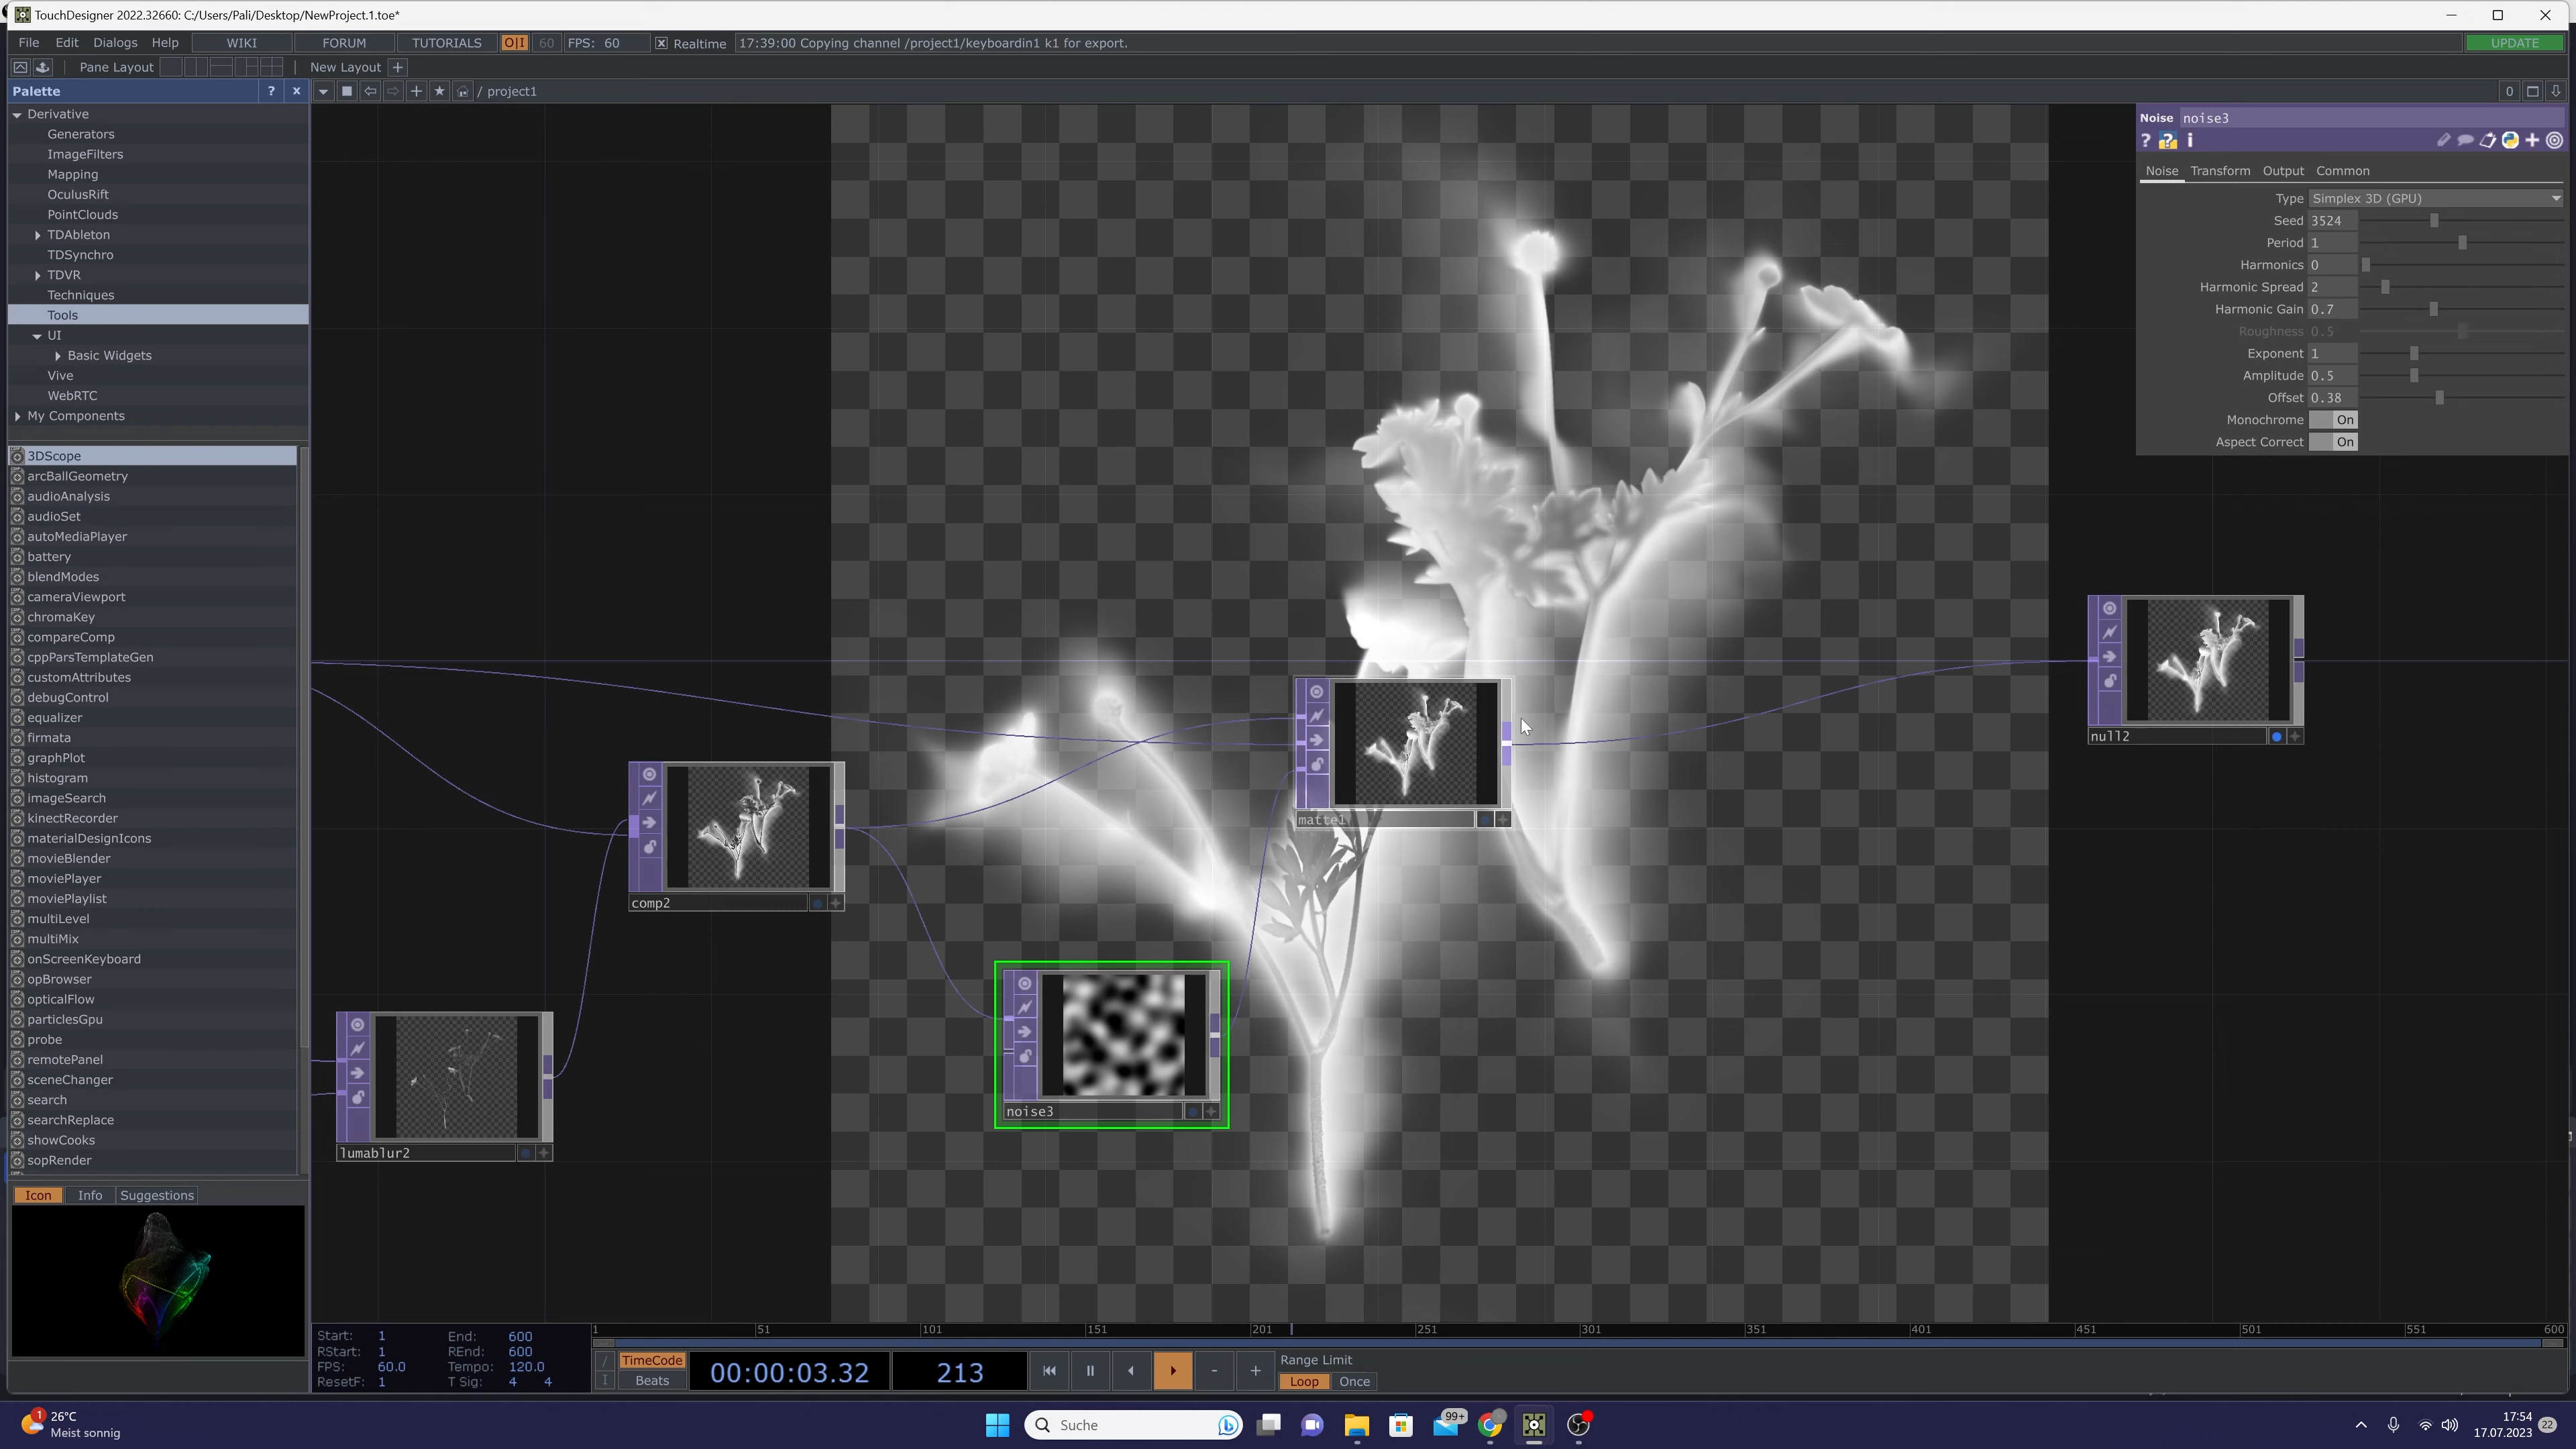 TouchDesigner 2022.32660: C:/Users/Pali/Desktop/NewProject.1.toe*
File Edit Dialogs Help WIKI FORUM TUTORIALS O|I 60 FPS: 60 Realtime 17:39:00 Copying channel /project1/keyboardin1 k1 for export. UPDATE
Pane Layout New Layout +
Palette ? x / project1 0
Derivative
Generators
ImageFilters
Mapping
OculusRift
PointClouds
TDAbleton
TDSynchro
TDVR
Techniques
Tools
UI
Basic Widgets
Vive
WebRTC
My Components
3DScope
arcBallGeometry
audioAnalysis
audioSet
autoMediaPlayer
battery
blendModes
cameraViewport
chromaKey
compareComp
cppParsTemplateGen
customAttributes
debugControl
equalizer
firmata
graphPlot
histogram
imageSearch
kinectRecorder
materialDesignIcons
movieBlender
moviePlayer
moviePlaylist
multiLevel
multiMix
onScreenKeyboard
opBrowser
opticalFlow
particlesGpu
probe
remotePanel
sceneChanger
search
searchReplace
showCooks
sopRender
Icon Info Suggestions
Noise noise3
? ? i
Noise Transform Output Common
Type Simplex 3D (GPU)
Seed 3524
Period 1
Harmonics 0
Harmonic Spread 2
Harmonic Gain 0.7
Roughness 0.5
Exponent 1
Amplitude 0.5
Offset 0.38
Monochrome On
Aspect Correct On
null2
matte1
comp2
noise3
lumablur2
1 51 101 151 201 251 301 351 401 451 501 551 600
Start: 1 End: 600
RStart: 1 REnd: 600
FPS: 60.0 Tempo: 120.0
ResetF: 1 T Sig: 4 4
/
I
TimeCode
Beats
00:00:03.32 213
- +
Range Limit
Loop Once
1
26°C
Meist sonnig
Suche
99+
17:54
17.07.2023
22